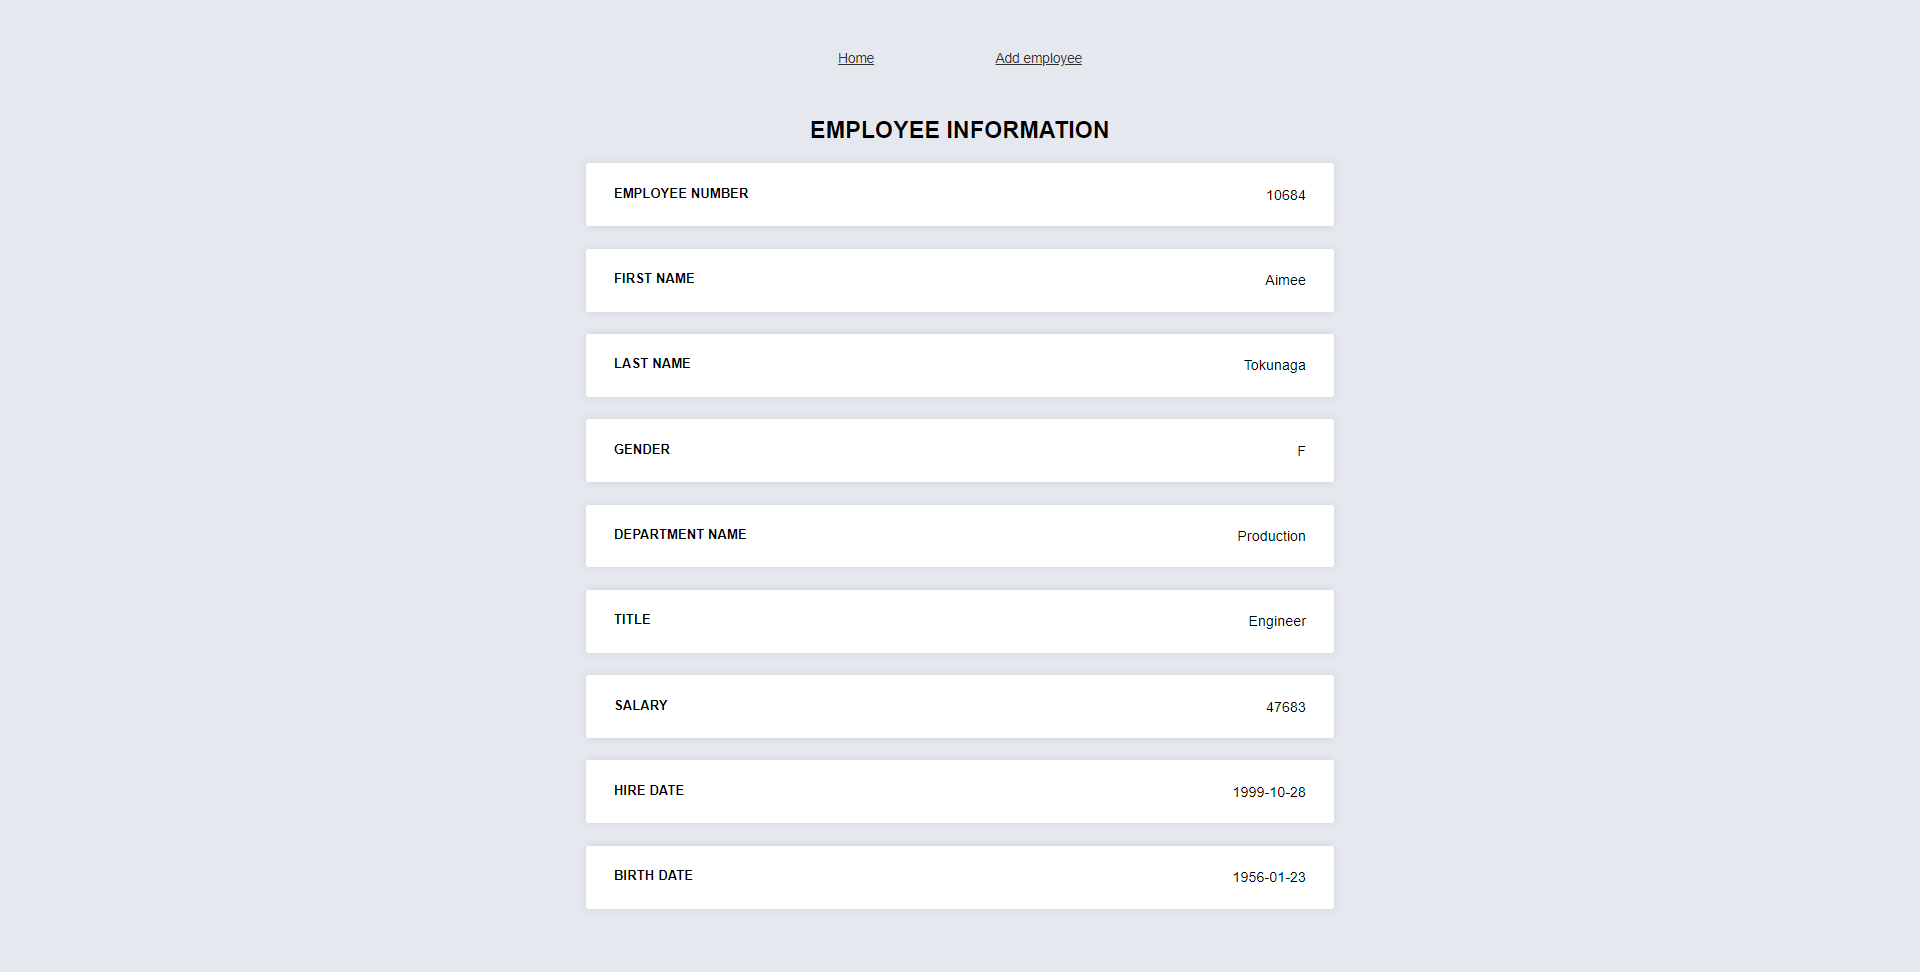 Home Add employee
EMPLOYEE INFORMATION
EMPLOYEE NUMBER 10684
FIRST NAME Aimee
LAST NAME Tokunaga
GENDER F
DEPARTMENT NAME Production
TITLE Engineer
SALARY 47683
HIRE DATE 1999-10-28
BIRTH DATE 1956-01-23